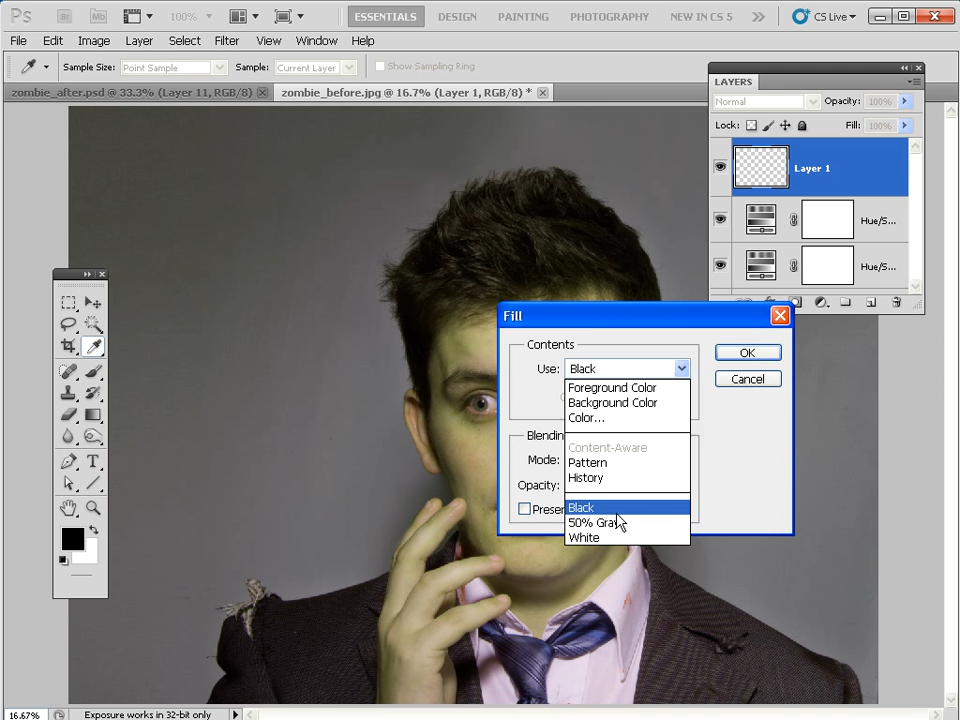 Ps Br Mb 100% ESSENTIALS DESIGN PAINTING PHOTOGRAPHY NEW IN CS 5 CS Live
File Edit Image Layer Select Filter View Window Help
Sample Size: Point Sample Sample: Current Layer Show Sampling Ring
zombie_after.psd @ 33.3% (Layer 11, RGB/8) zombie_before.jpg @ 16.7% (Layer 1, RGB/8) *
LAYERS
Normal Opacity: 100%
Lock: Fill: 100%
Layer 1
Hue/S...
Hue/S...
Fill
Contents
Use: Black
OK
Cancel
Foreground Color
Background Color
Color...
Content-Aware
Pattern
History
Black
50% Gray
White
Blending
Mode:
Opacity:
Preser
16.67% Exposure works in 32-bit only